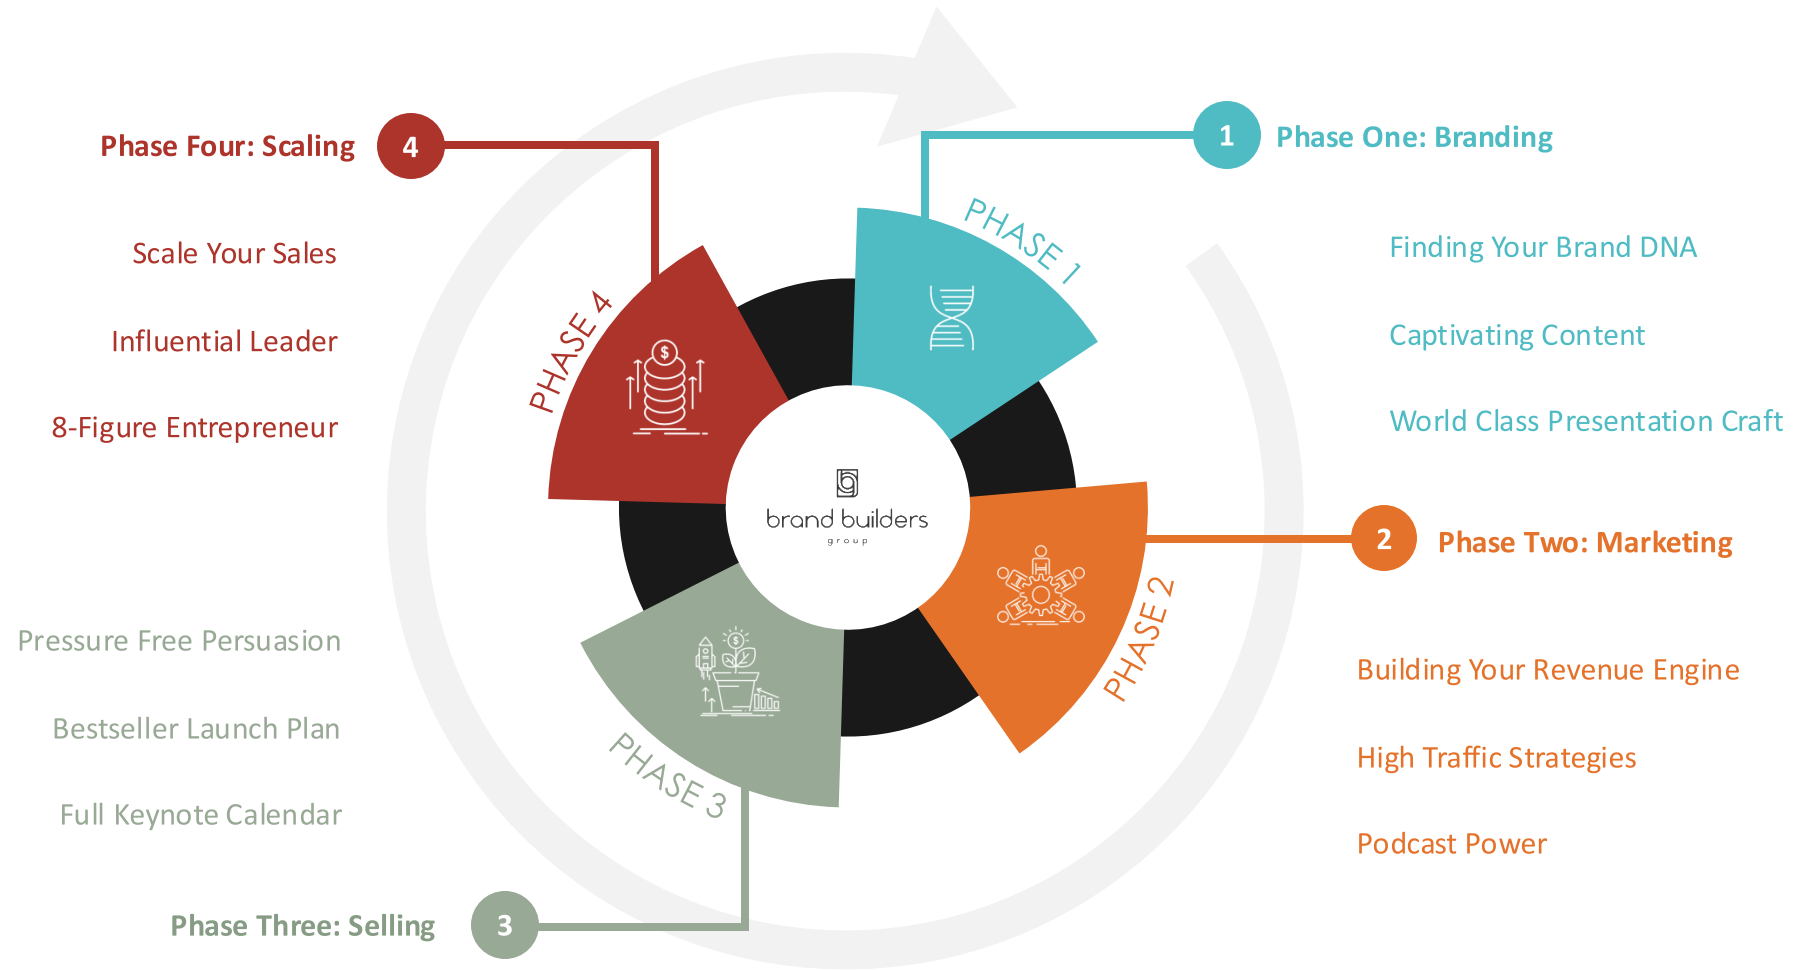 1
Phase One: Branding
Finding Your Brand DNA
Captivating Content
World Class Presentation Craft
PHASE 1
2
Phase Two: Marketing
Building Your Revenue Engine
High Traffic Strategies
Podcast Power
PHASE 2
3
Phase Three: Selling
Pressure Free Persuasion
Bestseller Launch Plan
Full Keynote Calendar
PHASE 3
$
4
Phase Four: Scaling
Scale Your Sales
Influential Leader
8-Figure Entrepreneur
PHASE 4
$
brand builders
group